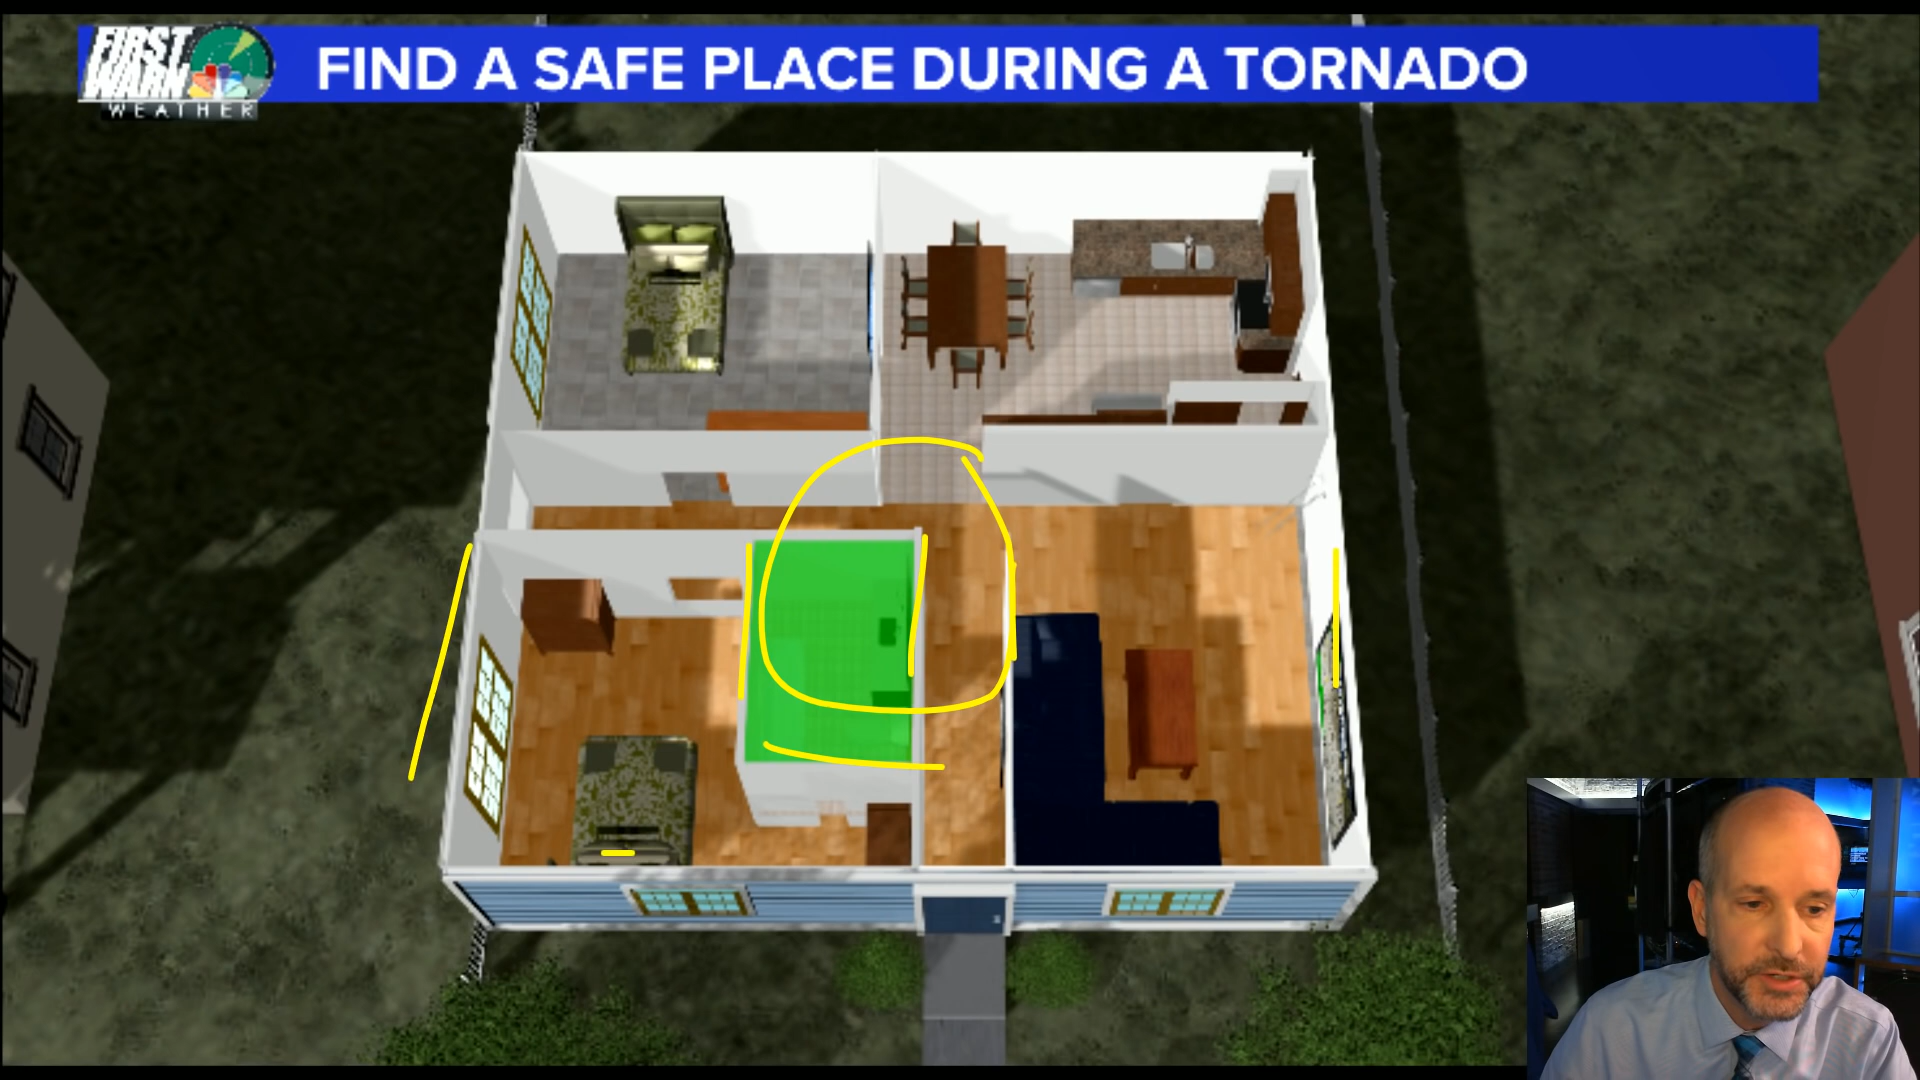 FIRST
WARN
WEATHER
FIND A SAFE PLACE DURING A TORNADO